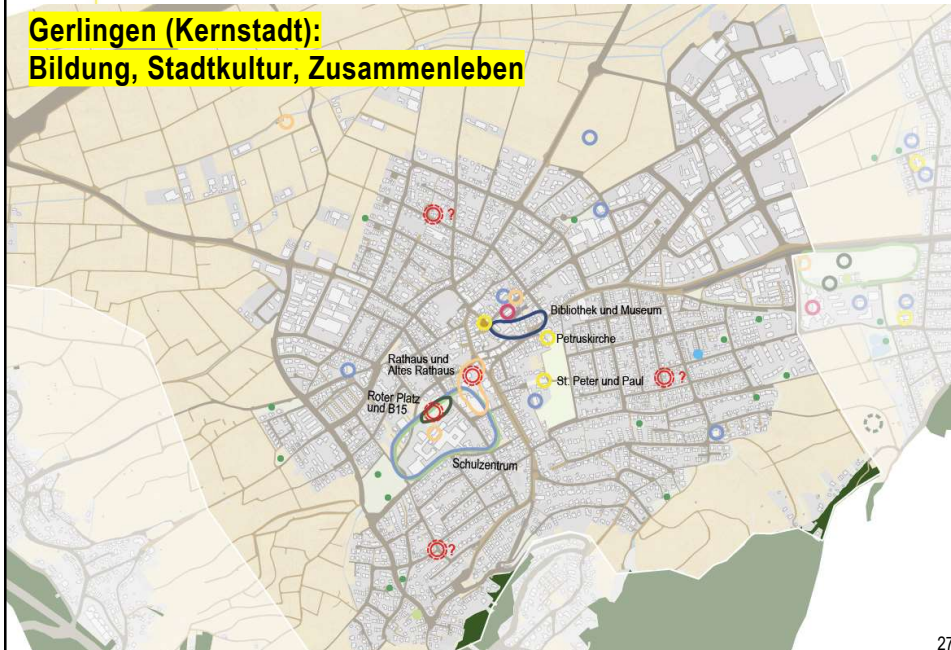 Gerlingen (Kernstadt):
Bildung, Stadtkultur, Zusammenleben
?
Bibliothek und Museum
Petruskirche
Rathaus und
Altes Rathaus
St. Peter und Paul
?
Roter Platz
und B15
Schulzentrum
?
27